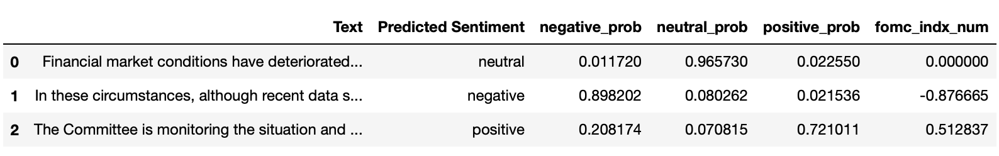 Text Predicted Sentiment negative_prob neutral_prob positive_prob fomc_indx_num
0 Financial market conditions have deteriorated... neutral 0.011720 0.965730 0.022550 0.000000
1 In these circumstances, although recent data s... negative 0.898202 0.080262 0.021536 -0.876665
2 The Committee is monitoring the situation and ... positive 0.208174 0.070815 0.721011 0.512837